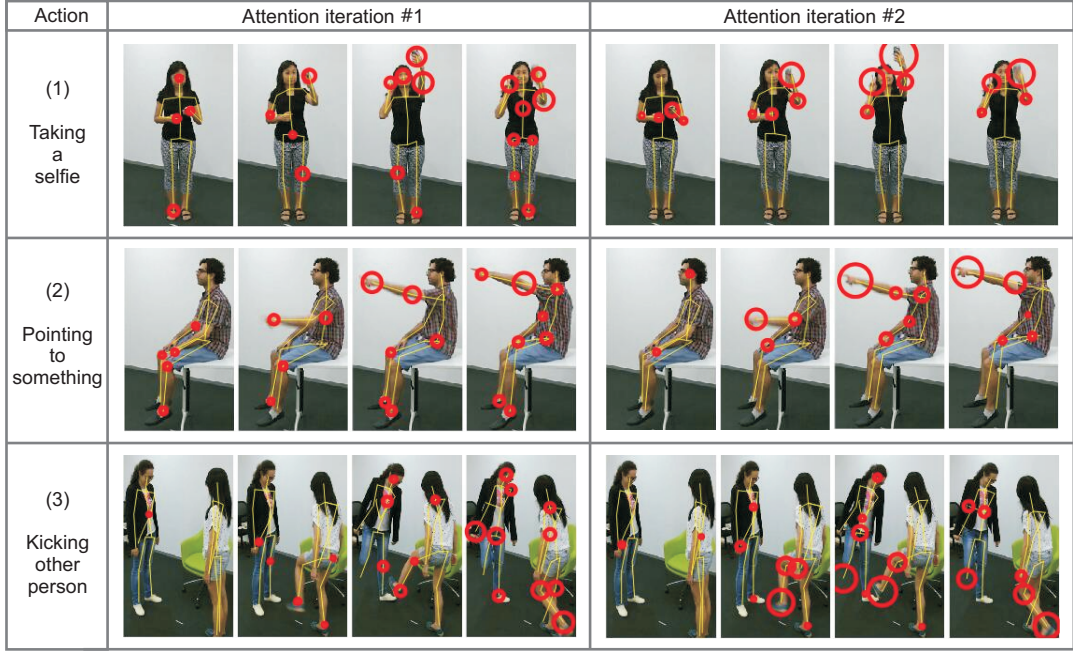 Action
Attention iteration #1
Attention iteration #2
(1)
Taking
a
selfie
(2)
Pointing
to
something
(3)
Kicking
other
person